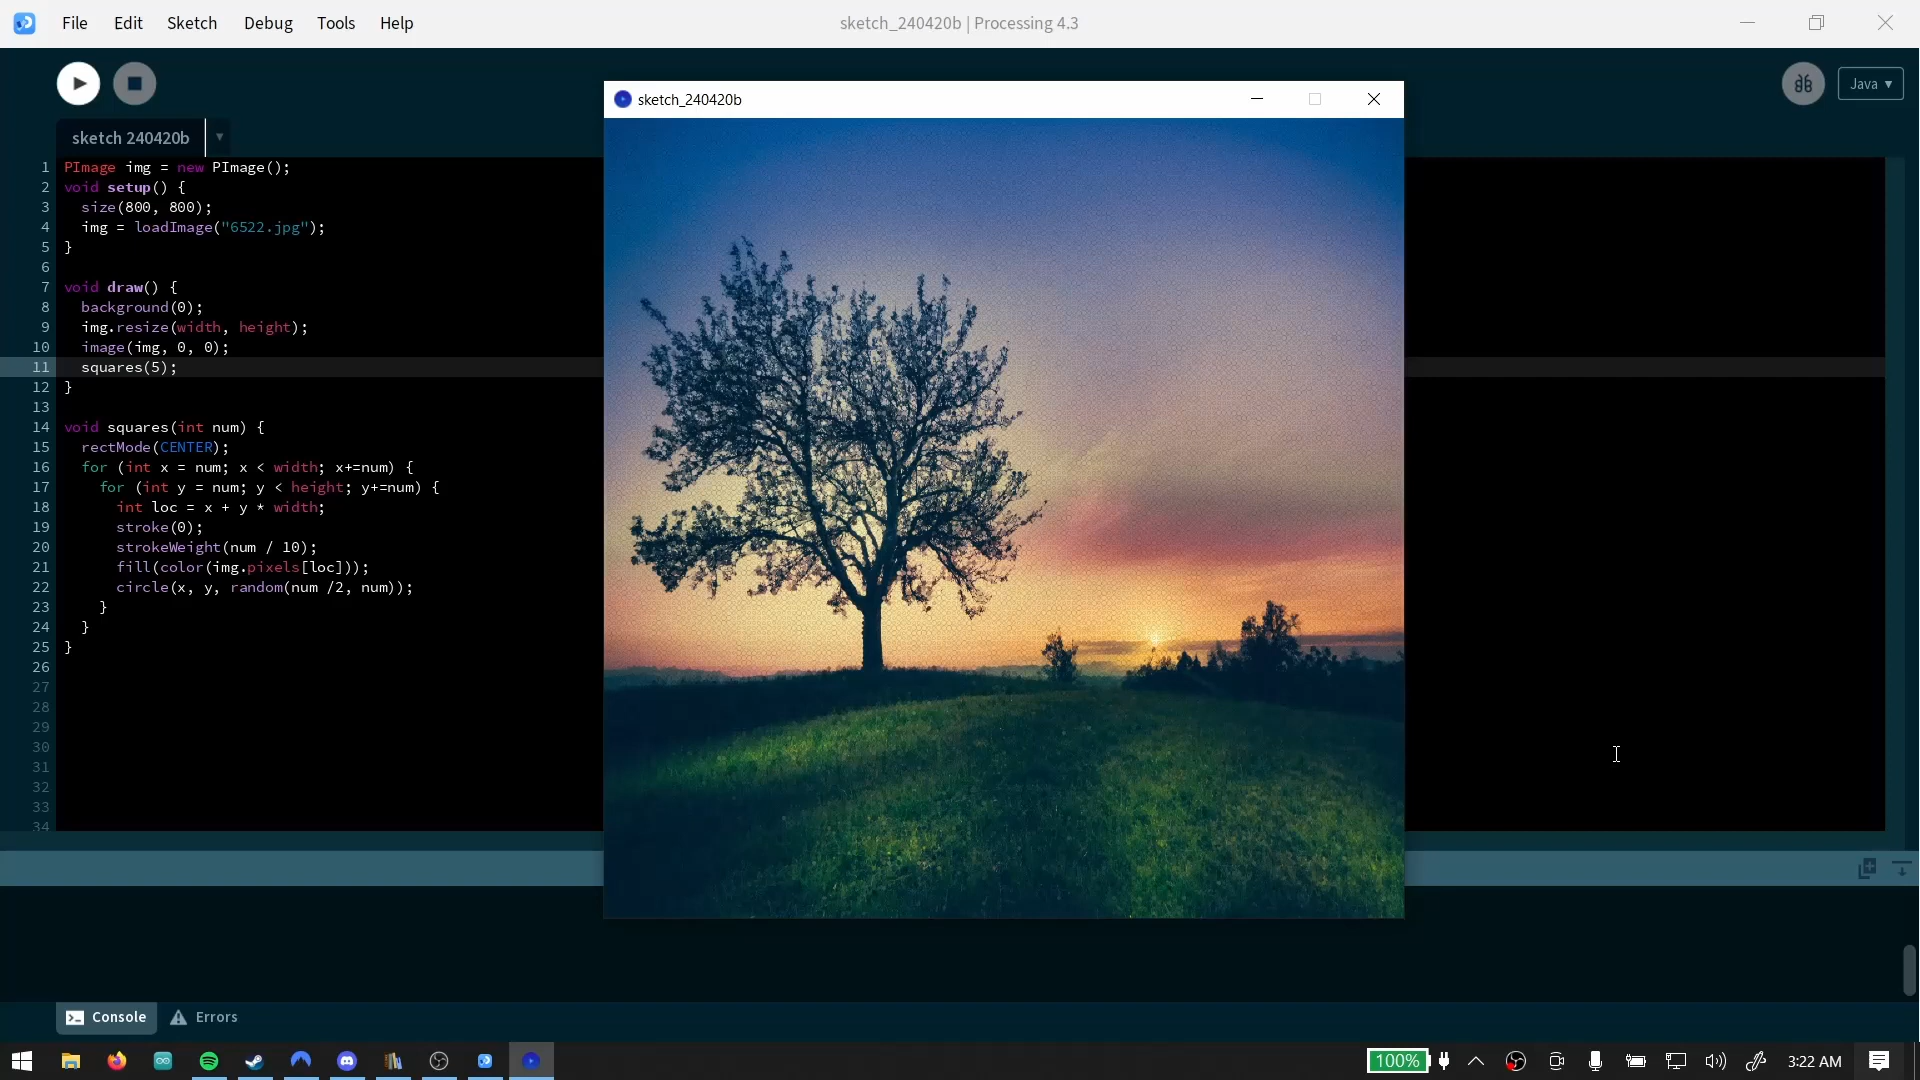 File Edit Sketch Debug Tools Help
sketch_240420b | Processing 4.3
Java ▾
sketch_240420b
sketch 240420b ▾
1 PImage img = new PImage();
2 void setup() {
3 size(800, 800);
4 img = loadImage("6522.jpg");
5 }
6
7 void draw() {
8 background(0);
9 img.resize(width, height);
10 image(img, 0, 0);
11 squares(5);
12 }
13
14 void squares(int num) {
15 rectMode(CENTER);
16 for (int x = num; x < width; x+=num) {
17 for (int y = num; y < height; y+=num) {
18 int loc = x + y * width;
19 stroke(0);
20 strokeWeight(num / 10);
21 fill(color(img.pixels[loc]));
22 circle(x, y, random(num /2, num));
23 }
24 }
25 }
26
27
28
29
30
31
32
33
34
Console Errors
100% 3:22 AM